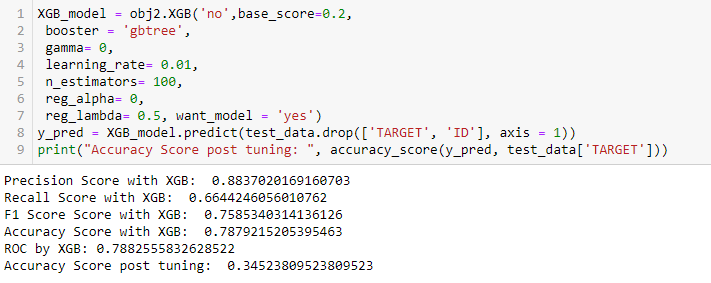 1 XGB_model = obj2.XGB('no',base_score=0.2,
2 booster = 'gbtree',
3 gamma= 0,
4 learning_rate= 0.01,
5 n_estimators= 100,
6 reg_alpha= 0,
7 reg_lambda= 0.5, want_model = 'yes')
8 y_pred = XGB_model.predict(test_data.drop(['TARGET', 'ID'], axis = 1))
9 print("Accuracy Score post tuning: ", accuracy_score(y_pred, test_data['TARGET']))
Precision Score with XGB:  0.8837020169160703
Recall Score with XGB:  0.6644246056010762
F1 Score Score with XGB:  0.7585340314136126
Accuracy Score with XGB:  0.7879215205395463
ROC by XGB: 0.7882555832628522
Accuracy Score post tuning:  0.34523809523809523